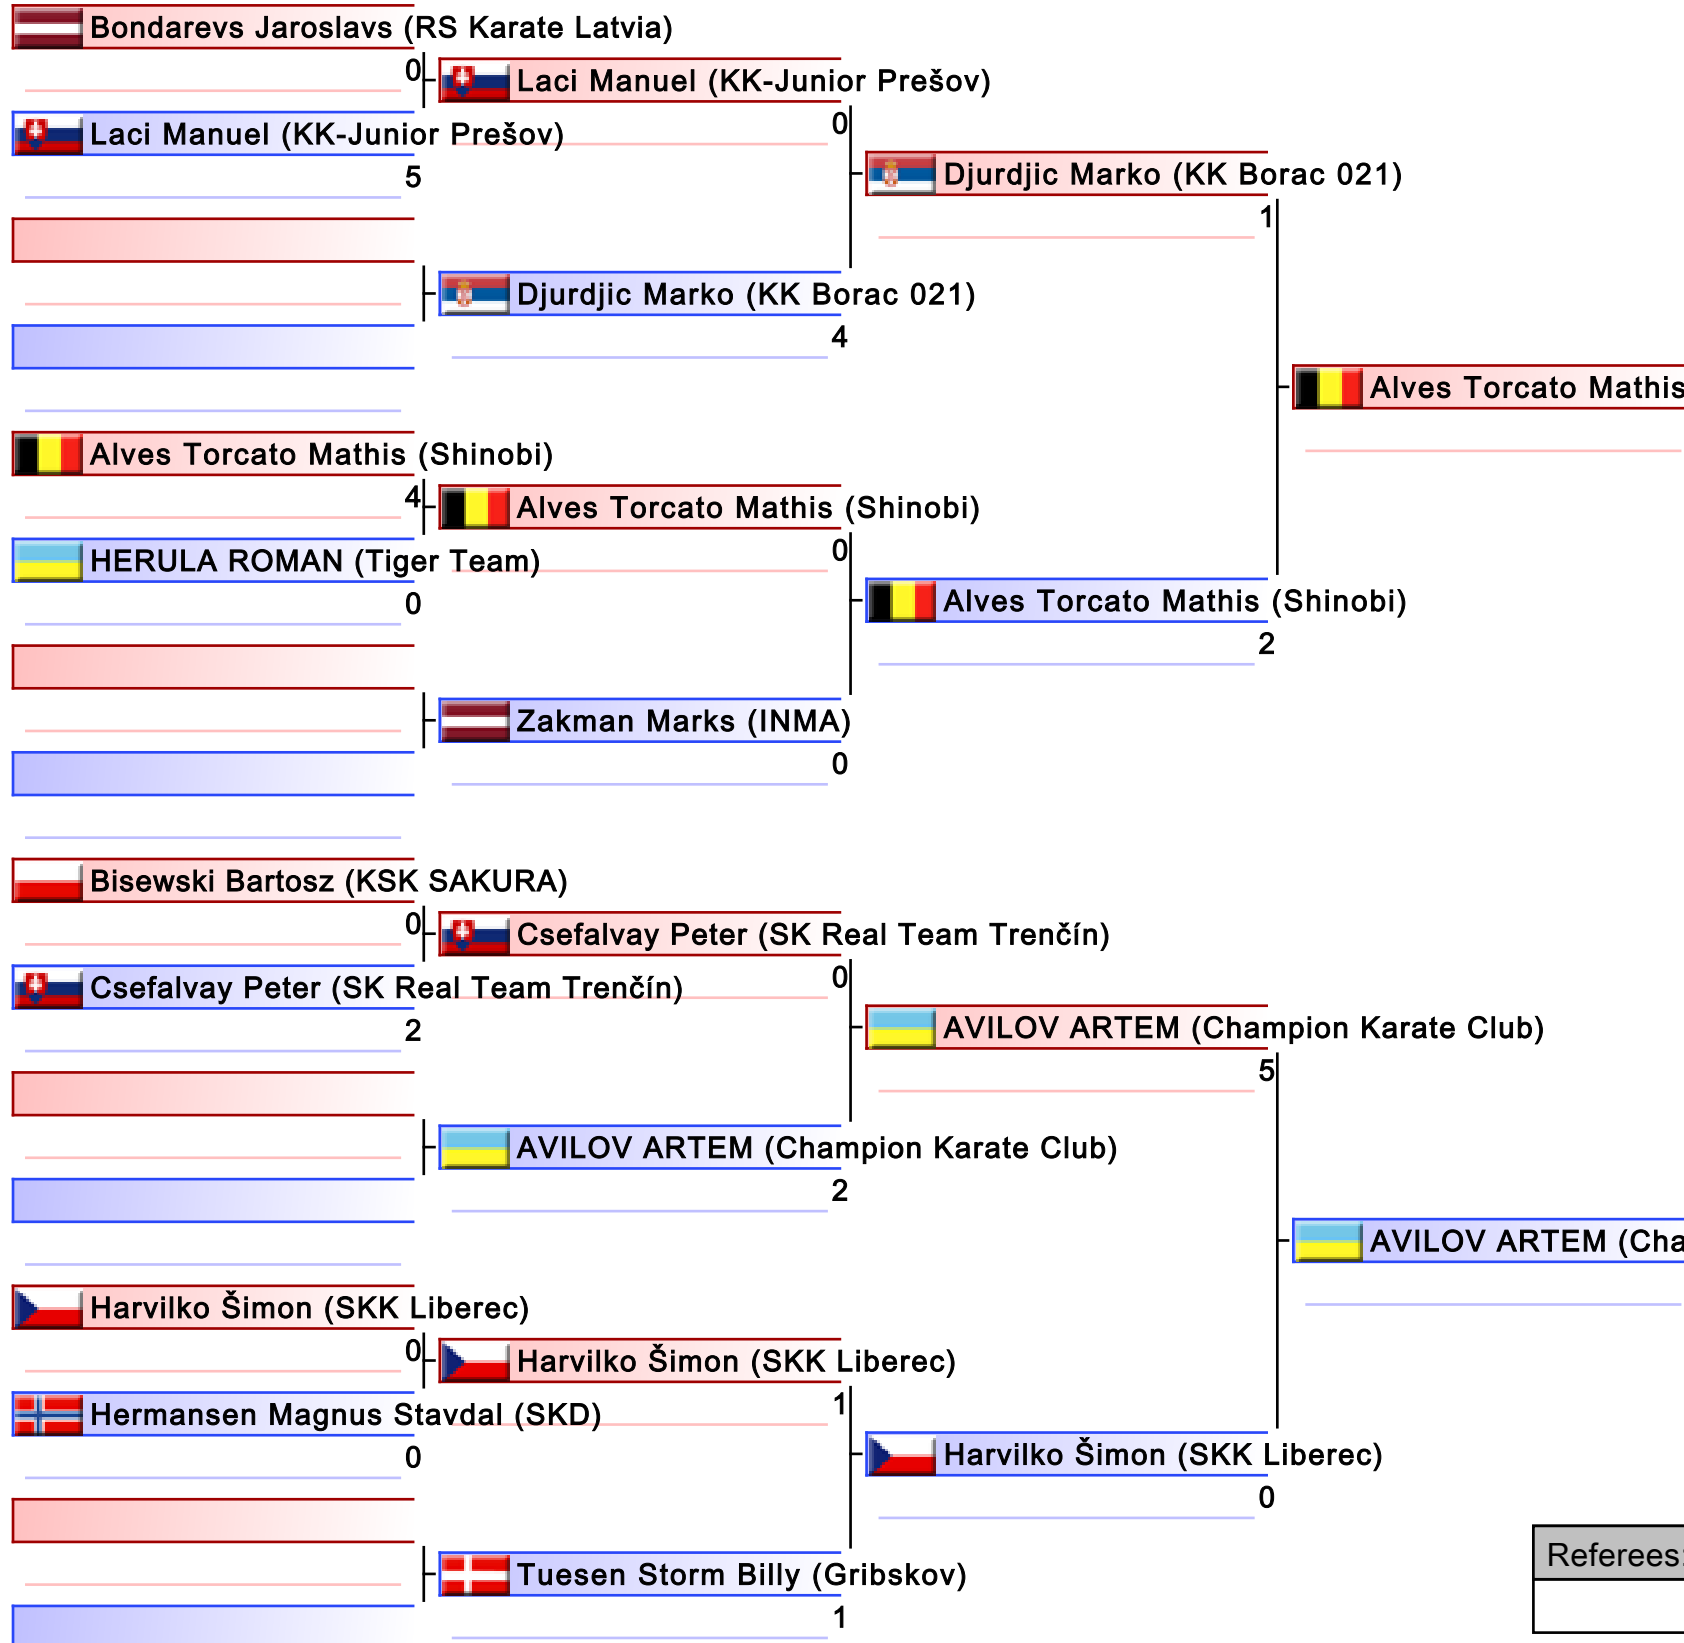 Bondarevs Jaroslavs (RS Karate Latvia)
0
Laci Manuel (KK-Junior Prešov)
Laci Manuel (KK-Junior Prešov)
0
5
Djurdjic Marko (KK Borac 021)
1
Djurdjic Marko (KK Borac 021)
4
Alves Torcato Mathis
Alves Torcato Mathis (Shinobi)
4
Alves Torcato Mathis (Shinobi)
0
HERULA ROMAN (Tiger Team)
0
Alves Torcato Mathis (Shinobi)
2
Zakman Marks (INMA)
0
Bisewski Bartosz (KSK SAKURA)
0
Csefalvay Peter (SK Real Team Trenčín)
0
Csefalvay Peter (SK Real Team Trenčín)
2
AVILOV ARTEM (Champion Karate Club)
5
AVILOV ARTEM (Champion Karate Club)
2
AVILOV ARTEM (Cha
Harvilko Šimon (SKK Liberec)
0
Harvilko Šimon (SKK Liberec)
1
Hermansen Magnus Stavdal (SKD)
0
Harvilko Šimon (SKK Liberec)
0
Tuesen Storm Billy (Gribskov)
1
Referees: